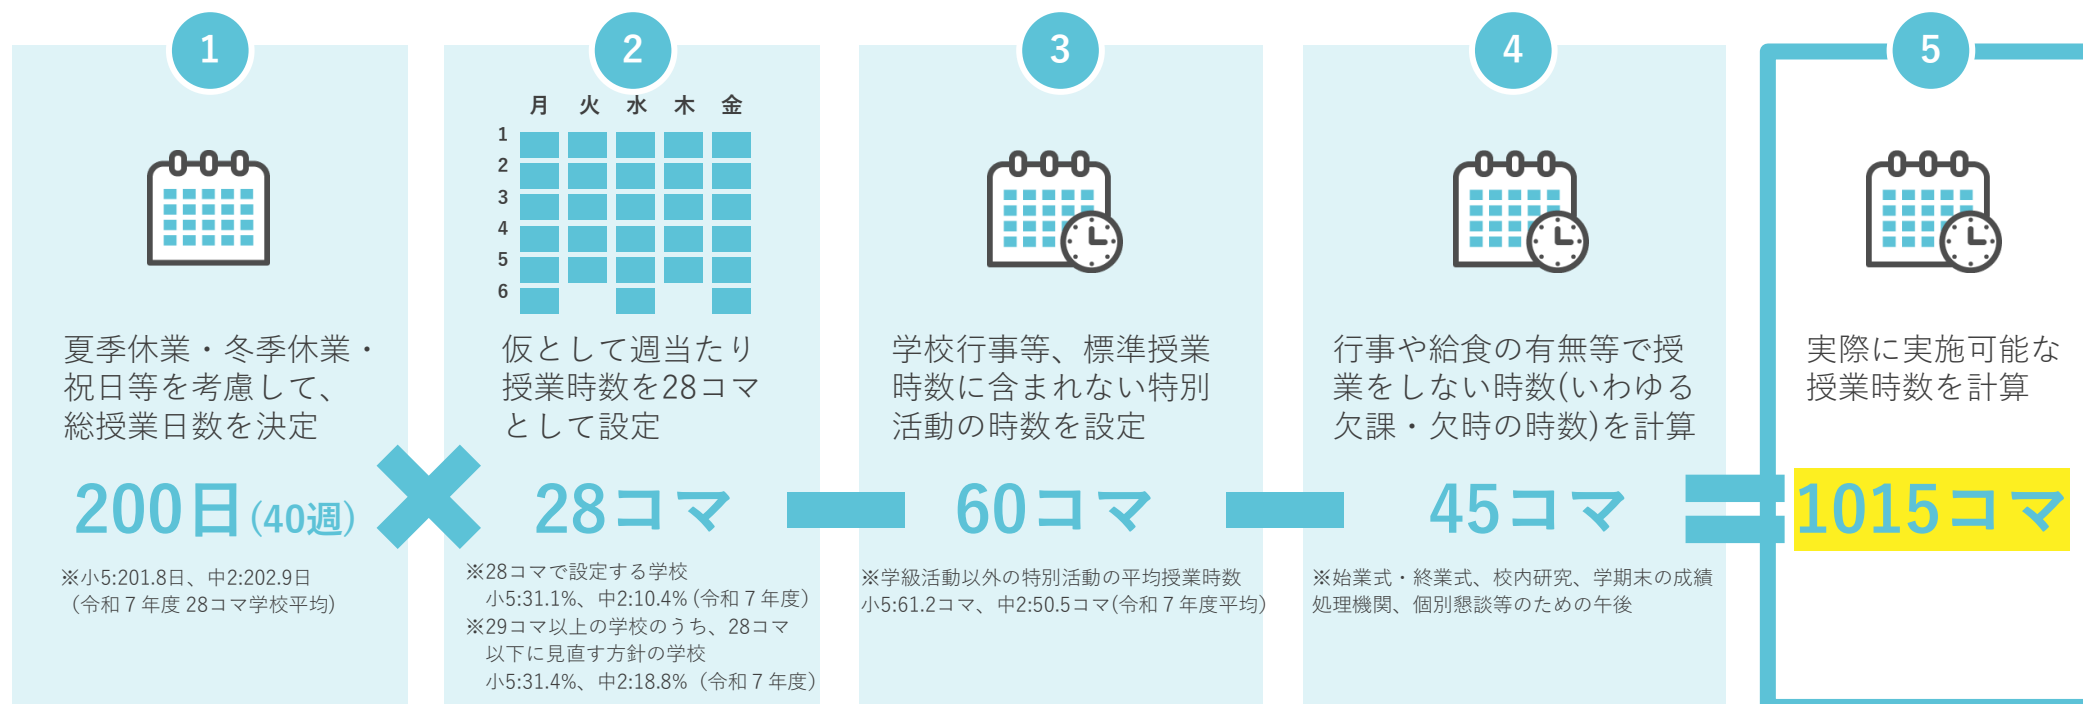 1
夏季休業・冬季休業・
祝日等を考慮して、
総授業日数を決定
200日(40週)
※小5:201.8日、中2:202.9日
（令和７年度 28コマ学校平均)
2
月 火 水 木 金
1
2
3
4
5
6
仮として週当たり
授業時数を28コマ
として設定
×
28コマ
※28コマで設定する学校
小5:31.1%、中2:10.4% (令和７年度）
※29コマ以上の学校のうち、28コマ
以下に見直す方針の学校
小5:31.4%、中2:18.8%（令和７年度）
3
学校行事等、標準授業
時数に含まれない特別
活動の時数を設定
ー
60コマ
※学級活動以外の特別活動の平均授業時数
小5:61.2コマ、中2:50.5コマ(令和７年度平均)
4
行事や給食の有無等で授
業をしない時数(いわゆる
欠課・欠時の時数)を計算
ー
45コマ
※始業式・終業式、校内研究、学期末の成績
処理機関、個別懇談等のための午後
5
実際に実施可能な
授業時数を計算
=
1015コマ